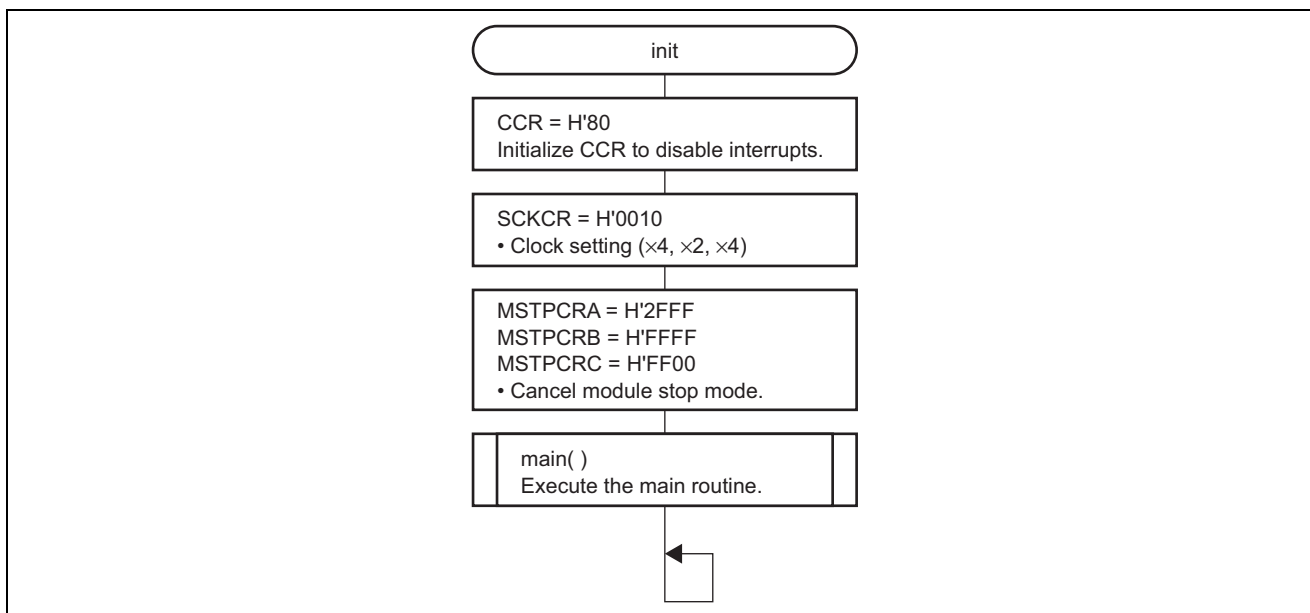 init
CCR = H'80
Initialize CCR to disable interrupts.
SCKCR = H'0010
• Clock setting (×4, ×2, ×4)
MSTPCRA = H'2FFF
MSTPCRB = H'FFFF
MSTPCRC = H'FF00
• Cancel module stop mode.
main( )
Execute the main routine.